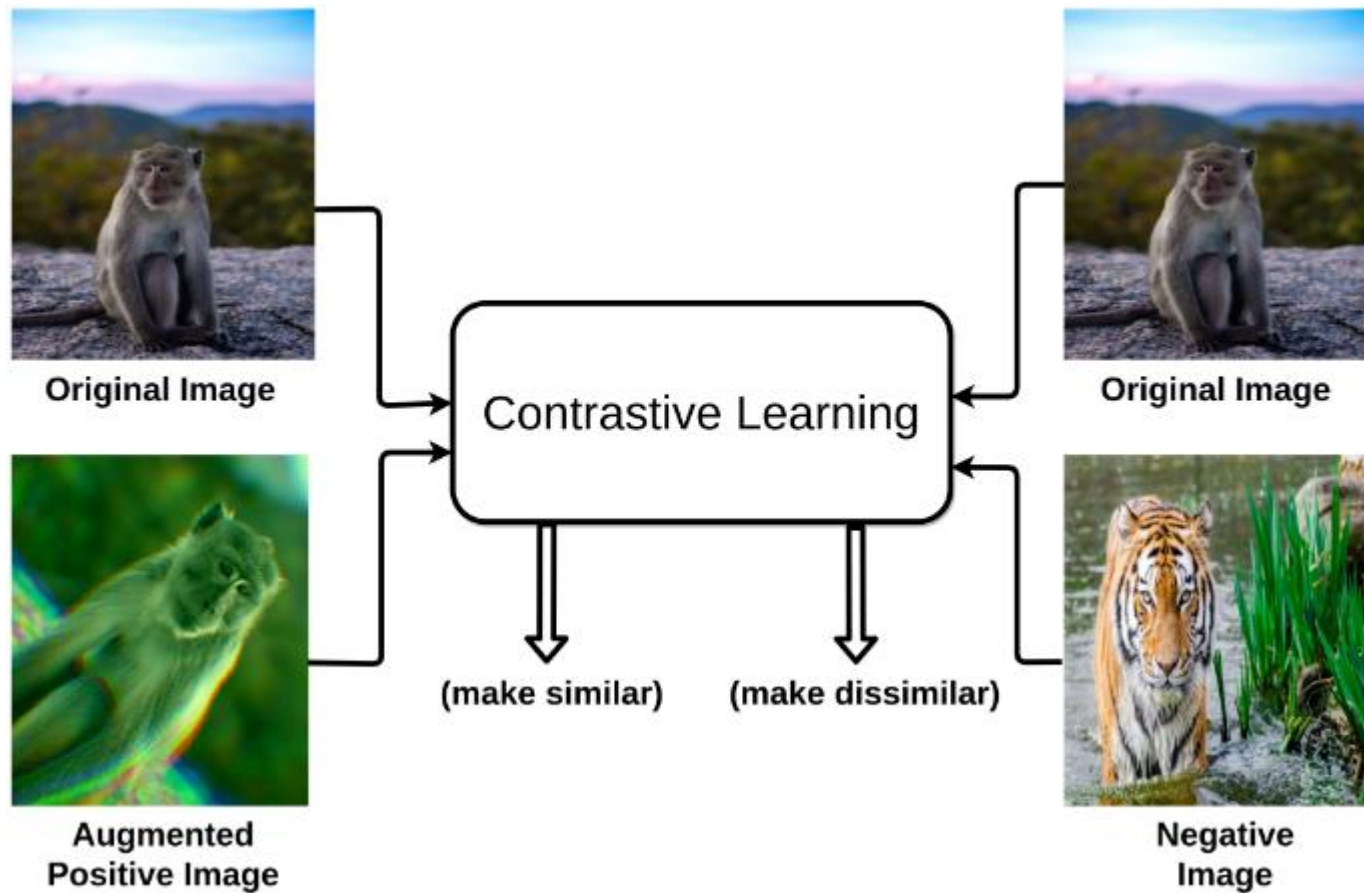 Original Image
Original Image
Contrastive Learning
(make similar)
(make dissimilar)
Augmented
Positive Image
Negative
Image